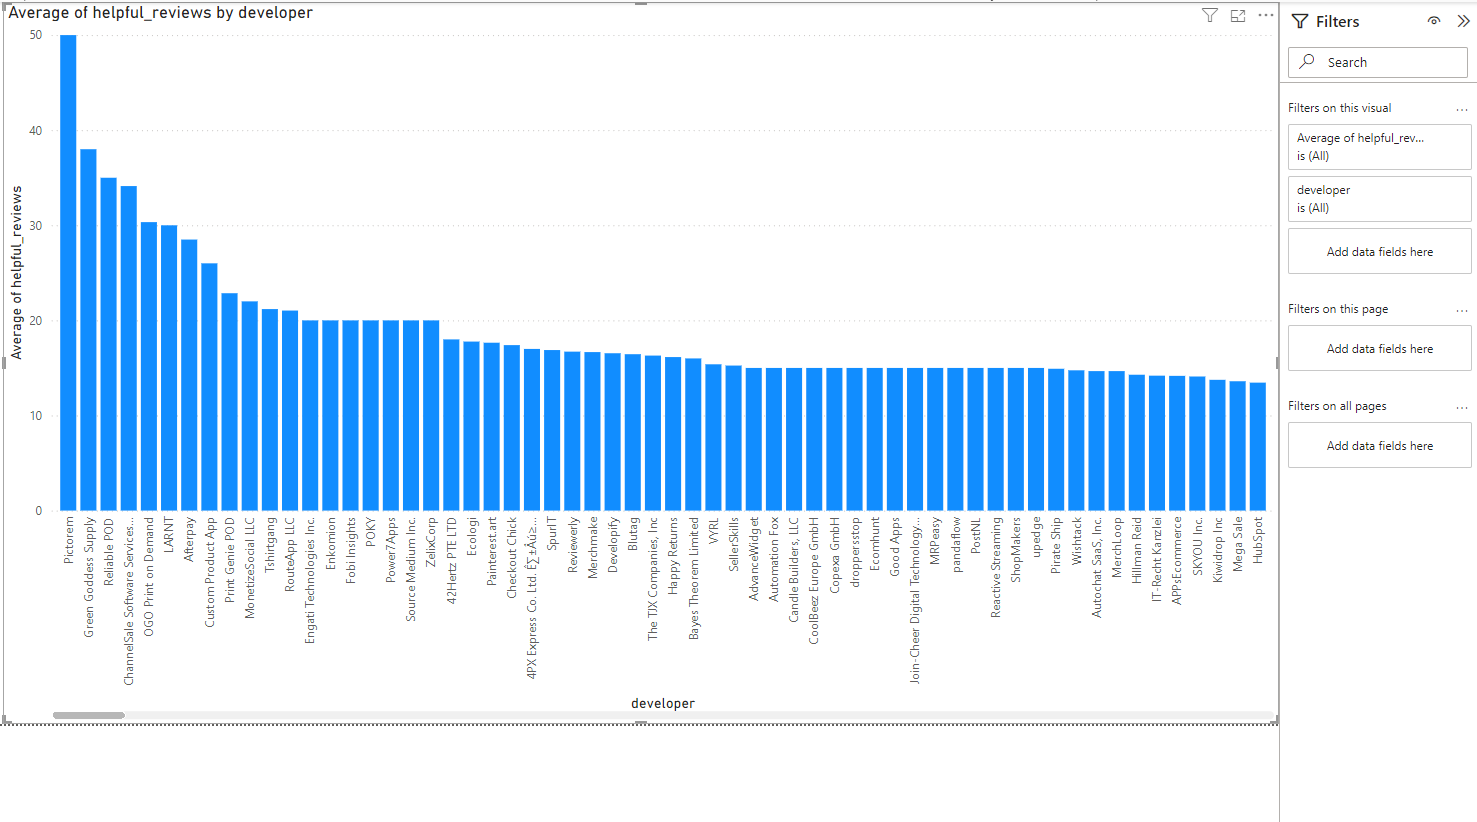 Average of helpful_reviews by developer
50
40
30
20
10
0
Average of helpful_reviews
Pictorem
Green Goddess Supply
Reliable POD
ChannelSale Software Services...
OGO Print on Demand
LARNT
Afterpay
Custom Product App
Print Genie POD
MonetizeSocial LLC
Tshirtgang
RouteApp LLC
Engati Technologies Inc.
Enkomion
Fobi Insights
POKY
Power7Apps
Source Medium Inc.
ZelixCorp
42Hertz PTE LTD
Ecologi
Painterest.art
Checkout Chick
4PX Express Co. Ltd. É∑±Åú≥...
SpurIT
Reviewerly
Merchmake
Developify
Blutag
The TJX Companies, Inc
Happy Returns
Bayes Theorem Limited
VYRL
SellerSkills
AdvanceWidget
Automation Fox
Candle Builders, LLC
CoolBeez Europe GmbH
Copexa GmbH
droppersstop
Ecomhunt
Good Apps
Join-Cheer Digital Technology...
MRPeasy
pandaflow
PostNL
Reactive Streaming
ShopMakers
upedge
Pirate Ship
Wishtack
Autochat SaaS, Inc.
MerchLoop
Hillman Reid
IT-Recht Kanzlei
APPsEcommerce
SKYOU Inc.
Kiwidrop Inc
Mega Sale
HubSpot
developer
Filters
Search
Filters on this visual
Average of helpful_rev...
is (All)
developer
is (All)
Add data fields here
Filters on this page
Add data fields here
Filters on all pages
Add data fields here